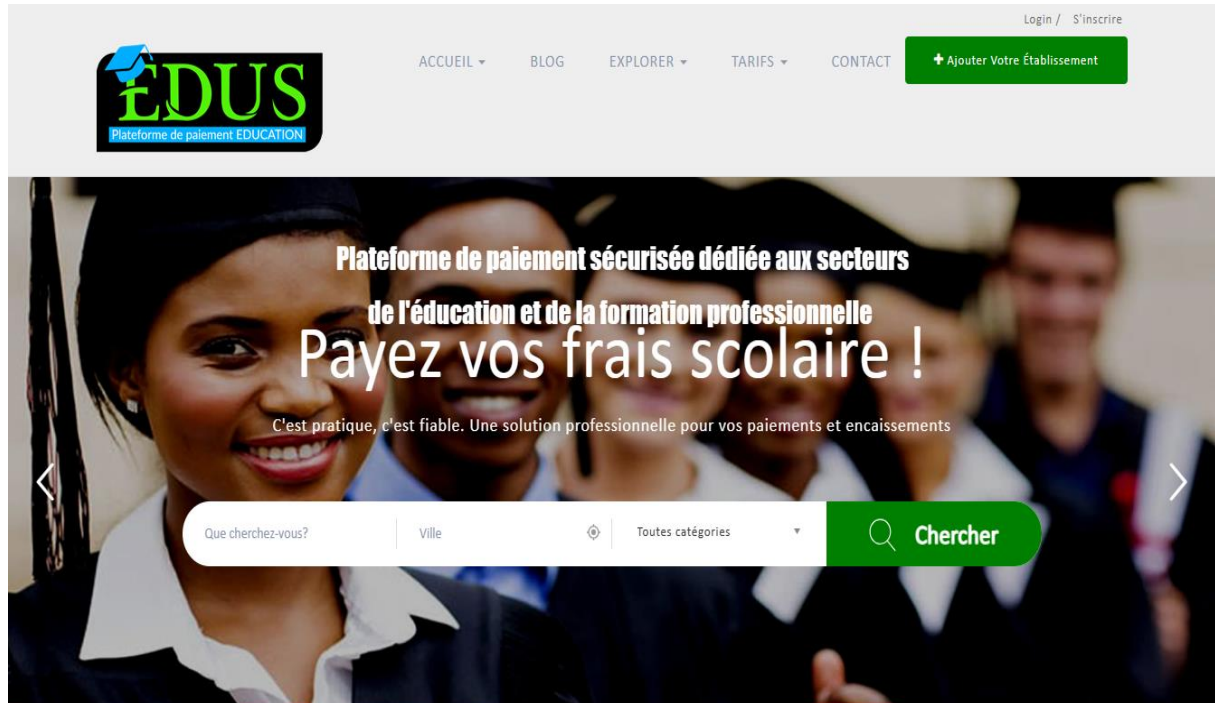 Login / S'inscrire
EDUS
Plateforme de paiement EDUCATION
ACCUEIL BLOG EXPLORER TARIFS CONTACT + Ajouter Votre Établissement
Plateforme de paiement sécurisée dédiée aux secteurs
de l'éducation et de la formation professionnelle
Payez vos frais scolaire !
C'est pratique, c'est fiable. Une solution professionnelle pour vos paiements et encaissements
Que cherchez-vous? Ville Toutes catégories Chercher